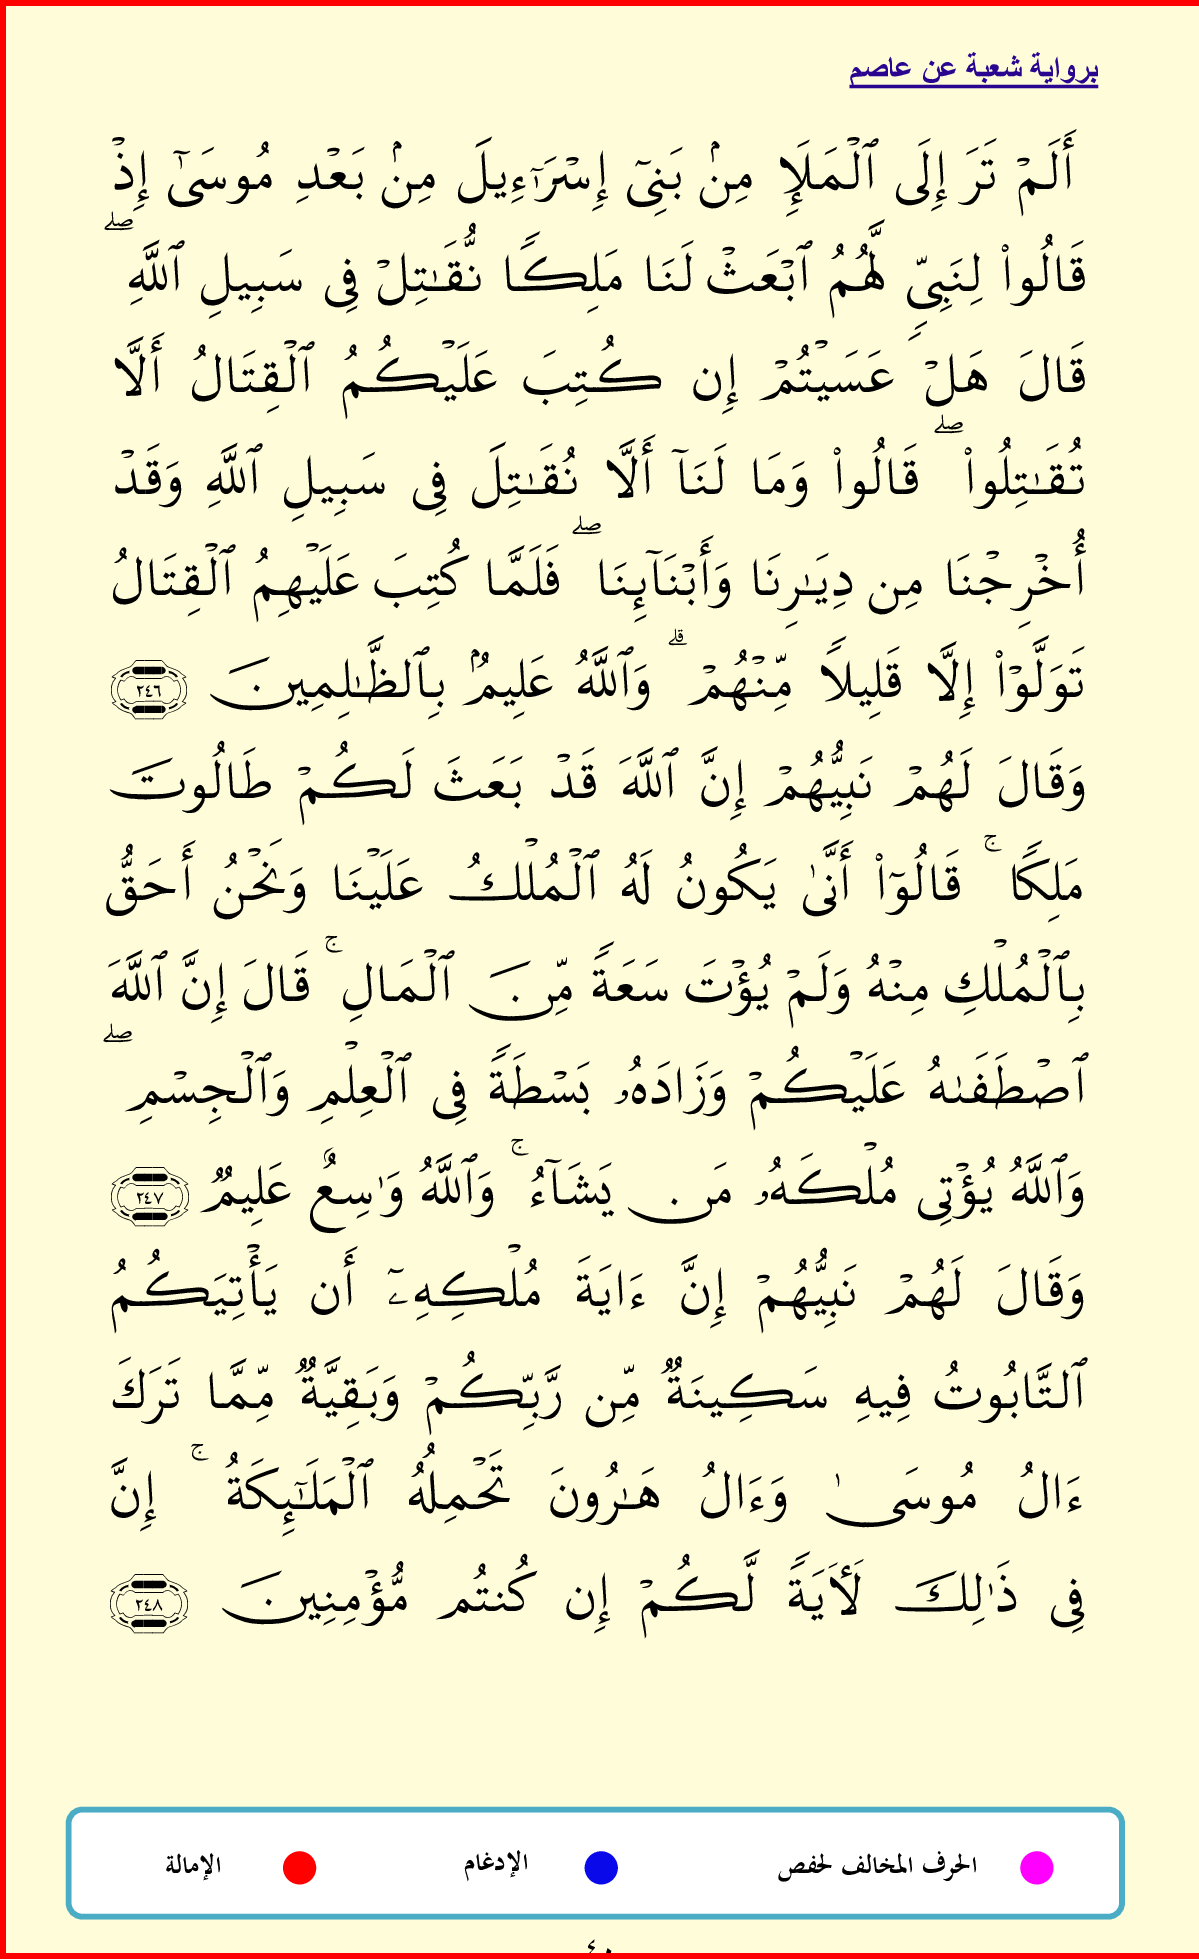 برواية شعبة عن عاصم
أَلَمْ تَرَ إِلَى ٱلْمَلَإِ مِنۢ بَنِىٓ إِسْرَٰٓءِيلَ مِنۢ بَعْدِ مُوسَىٰٓ إِذْ
قَالُوا۟ لِنَبِىٍّ لَّهُمُ ٱبْعَثْ لَنَا مَلِكًا نُّقَـٰتِلْ فِى سَبِيلِ ٱللَّهِ ۖ
قَالَ هَلْ عَسَيْتُمْ إِن كُتِبَ عَلَيْكُمُ ٱلْقِتَالُ أَلَّا
تُقَـٰتِلُوا۟ ۖ قَالُوا۟ وَمَا لَنَآ أَلَّا نُقَـٰتِلَ فِى سَبِيلِ ٱللَّهِ وَقَدْ
أُخْرِجْنَا مِن دِيَـٰرِنَا وَأَبْنَآئِنَا ۖ فَلَمَّا كُتِبَ عَلَيْهِمُ ٱلْقِتَالُ
تَوَلَّوْا۟ إِلَّا قَلِيلًا مِّنْهُمْ ۗ وَٱللَّهُ عَلِيمٌۢ بِٱلظَّـٰلِمِينَ ٢٤٦
وَقَالَ لَهُمْ نَبِيُّهُمْ إِنَّ ٱللَّهَ قَدْ بَعَثَ لَكُمْ طَالُوتَ
مَلِكًا ۚ قَالُوٓا۟ أَنَّىٰ يَكُونُ لَهُ ٱلْمُلْكُ عَلَيْنَا وَنَحْنُ أَحَقُّ
بِٱلْمُلْكِ مِنْهُ وَلَمْ يُؤْتَ سَعَةً مِّنَ ٱلْمَالِ ۚ قَالَ إِنَّ ٱللَّهَ
ٱصْطَفَىٰهُ عَلَيْكُمْ وَزَادَهُۥ بَسْطَةً فِى ٱلْعِلْمِ وَٱلْجِسْمِ ۖ
وَٱللَّهُ يُؤْتِى مُلْكَهُۥ مَن يَشَآءُ ۚ وَٱللَّهُ وَٰسِعٌ عَلِيمٌ ٢٤٧
وَقَالَ لَهُمْ نَبِيُّهُمْ إِنَّ ءَايَةَ مُلْكِهِۦٓ أَن يَأْتِيَكُمُ
ٱلتَّابُوتُ فِيهِ سَكِينَةٌ مِّن رَّبِّكُمْ وَبَقِيَّةٌ مِّمَّا تَرَكَ
ءَالُ مُوسَىٰ وَءَالُ هَـٰرُونَ تَحْمِلُهُ ٱلْمَلَـٰٓئِكَةُ ۚ إِنَّ
فِى ذَٰلِكَ لَـَٔايَةً لَّكُمْ إِن كُنتُم مُّؤْمِنِينَ ٢٤٨
الحرف المخالف لحفص الإدغام الإمالة
٤٠